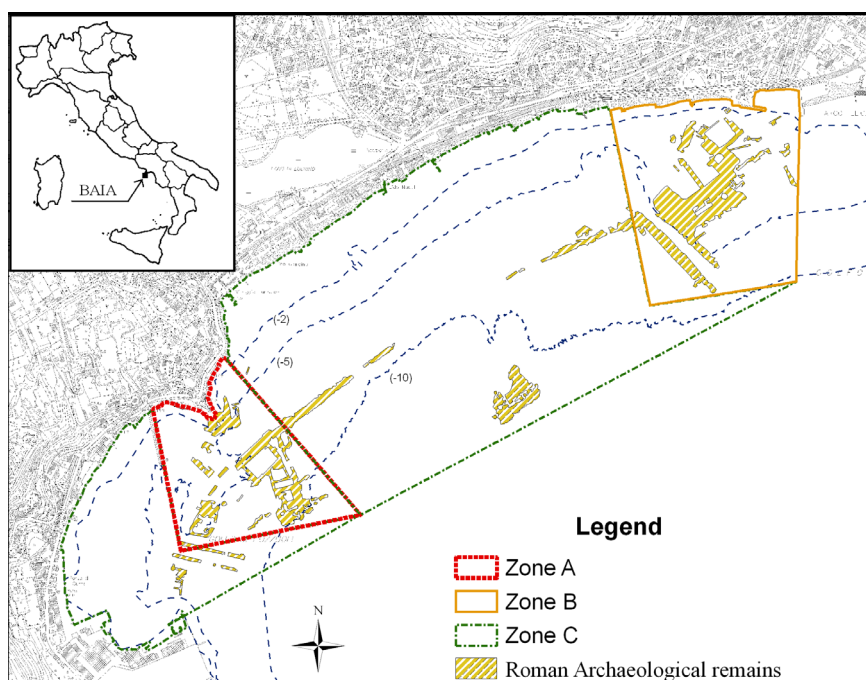 BAIA
(-2)
(-5)
(-10)
N
Legend
Zone A
Zone B
Zone C
Roman Archaeological remains